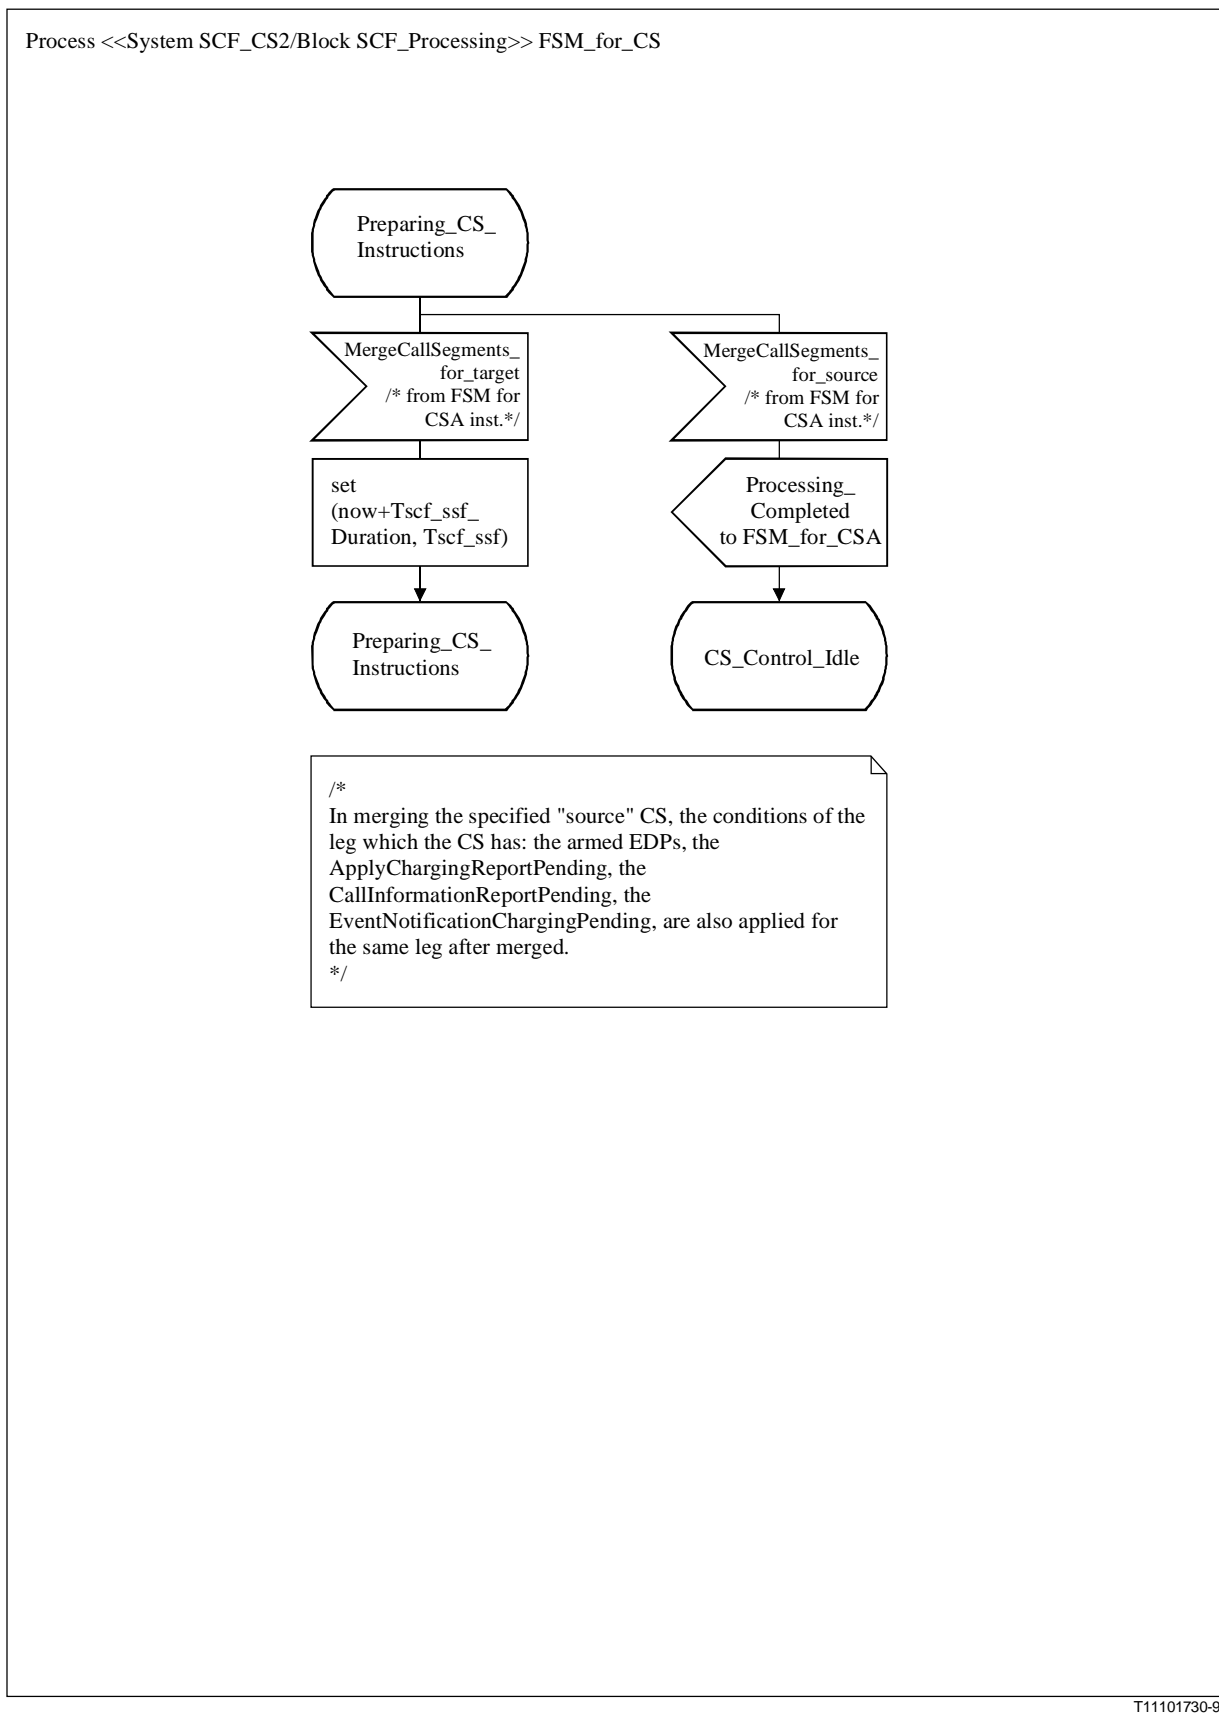 Process <<System SCF_CS2/Block SCF_Processing>> FSM_for_CS
Preparing_CS_
Instructions
MergeCallSegments_
for_target
/* from FSM for
CSA inst.*/
MergeCallSegments_
for_source
/* from FSM for
CSA inst.*/
set
(now+Tscf_ssf_
Duration, Tscf_ssf)
Processing_
Completed
to FSM_for_CSA
Preparing_CS_
Instructions
CS_Control_Idle
/*
In merging the specified "source" CS, the conditions of the
leg which the CS has: the armed EDPs, the
ApplyChargingReportPending, the
CallInformationReportPending, the
EventNotificationChargingPending, are also applied for
the same leg after merged.
*/
T11101730-9